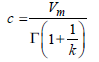 c = V_m / Γ(1 + 1/k)